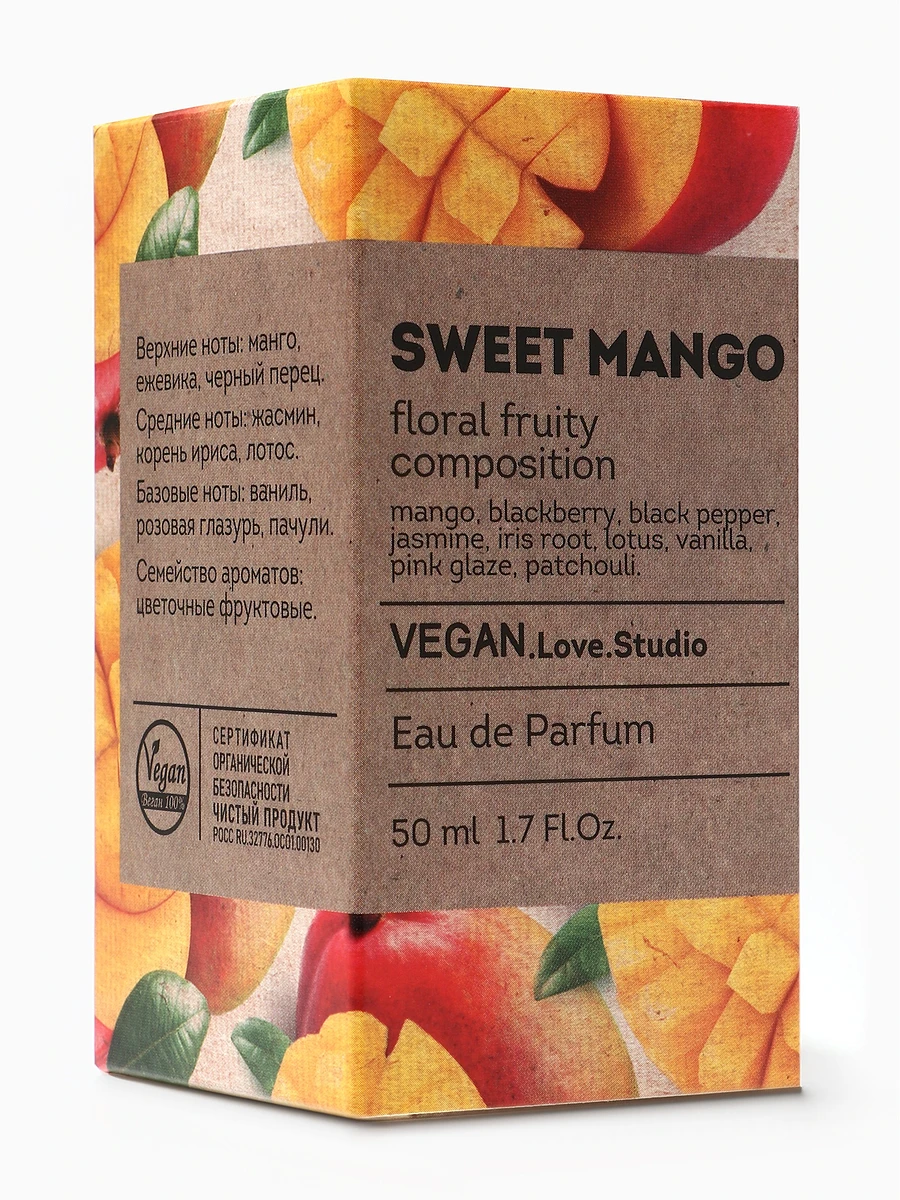 Верхние ноты: манго,
ежевика, черный перец.
Средние ноты: жасмин,
корень ириса, лотос.
Базовые ноты: ваниль,
розовая глазурь, пачули.
Семейство ароматов:
цветочные фруктовые.
Vegan
Веган 100%
СЕРТИФИКАТ
ОРГАНИЧЕСКОЙ
БЕЗОПАСНОСТИ
ЧИСТЫЙ ПРОДУКТ
РОСС RU.32776.ОС01.00130
SWEET MANGO
floral fruity
composition
mango, blackberry, black pepper,
jasmine, iris root, lotus, vanilla,
pink glaze, patchouli.
VEGAN.Love.Studio
Eau de Parfum
50 ml 1.7 Fl.Oz.